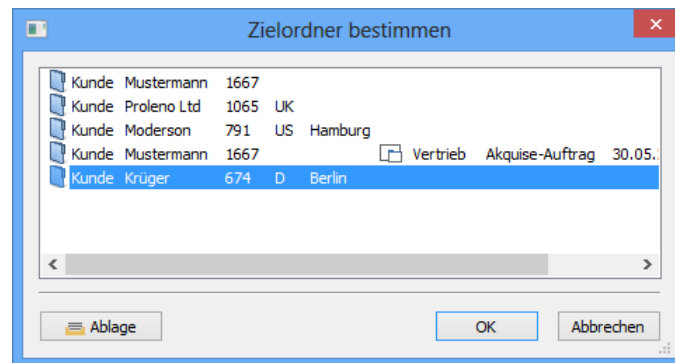 Zielordner bestimmen
Kunde Mustermann 1667
Kunde Proleno Ltd 1065 UK
Kunde Moderson 791 US Hamburg
Kunde Mustermann 1667 Vertrieb Akquise-Auftrag 30.05.
Kunde Krüger 674 D Berlin
Ablage OK Abbrechen